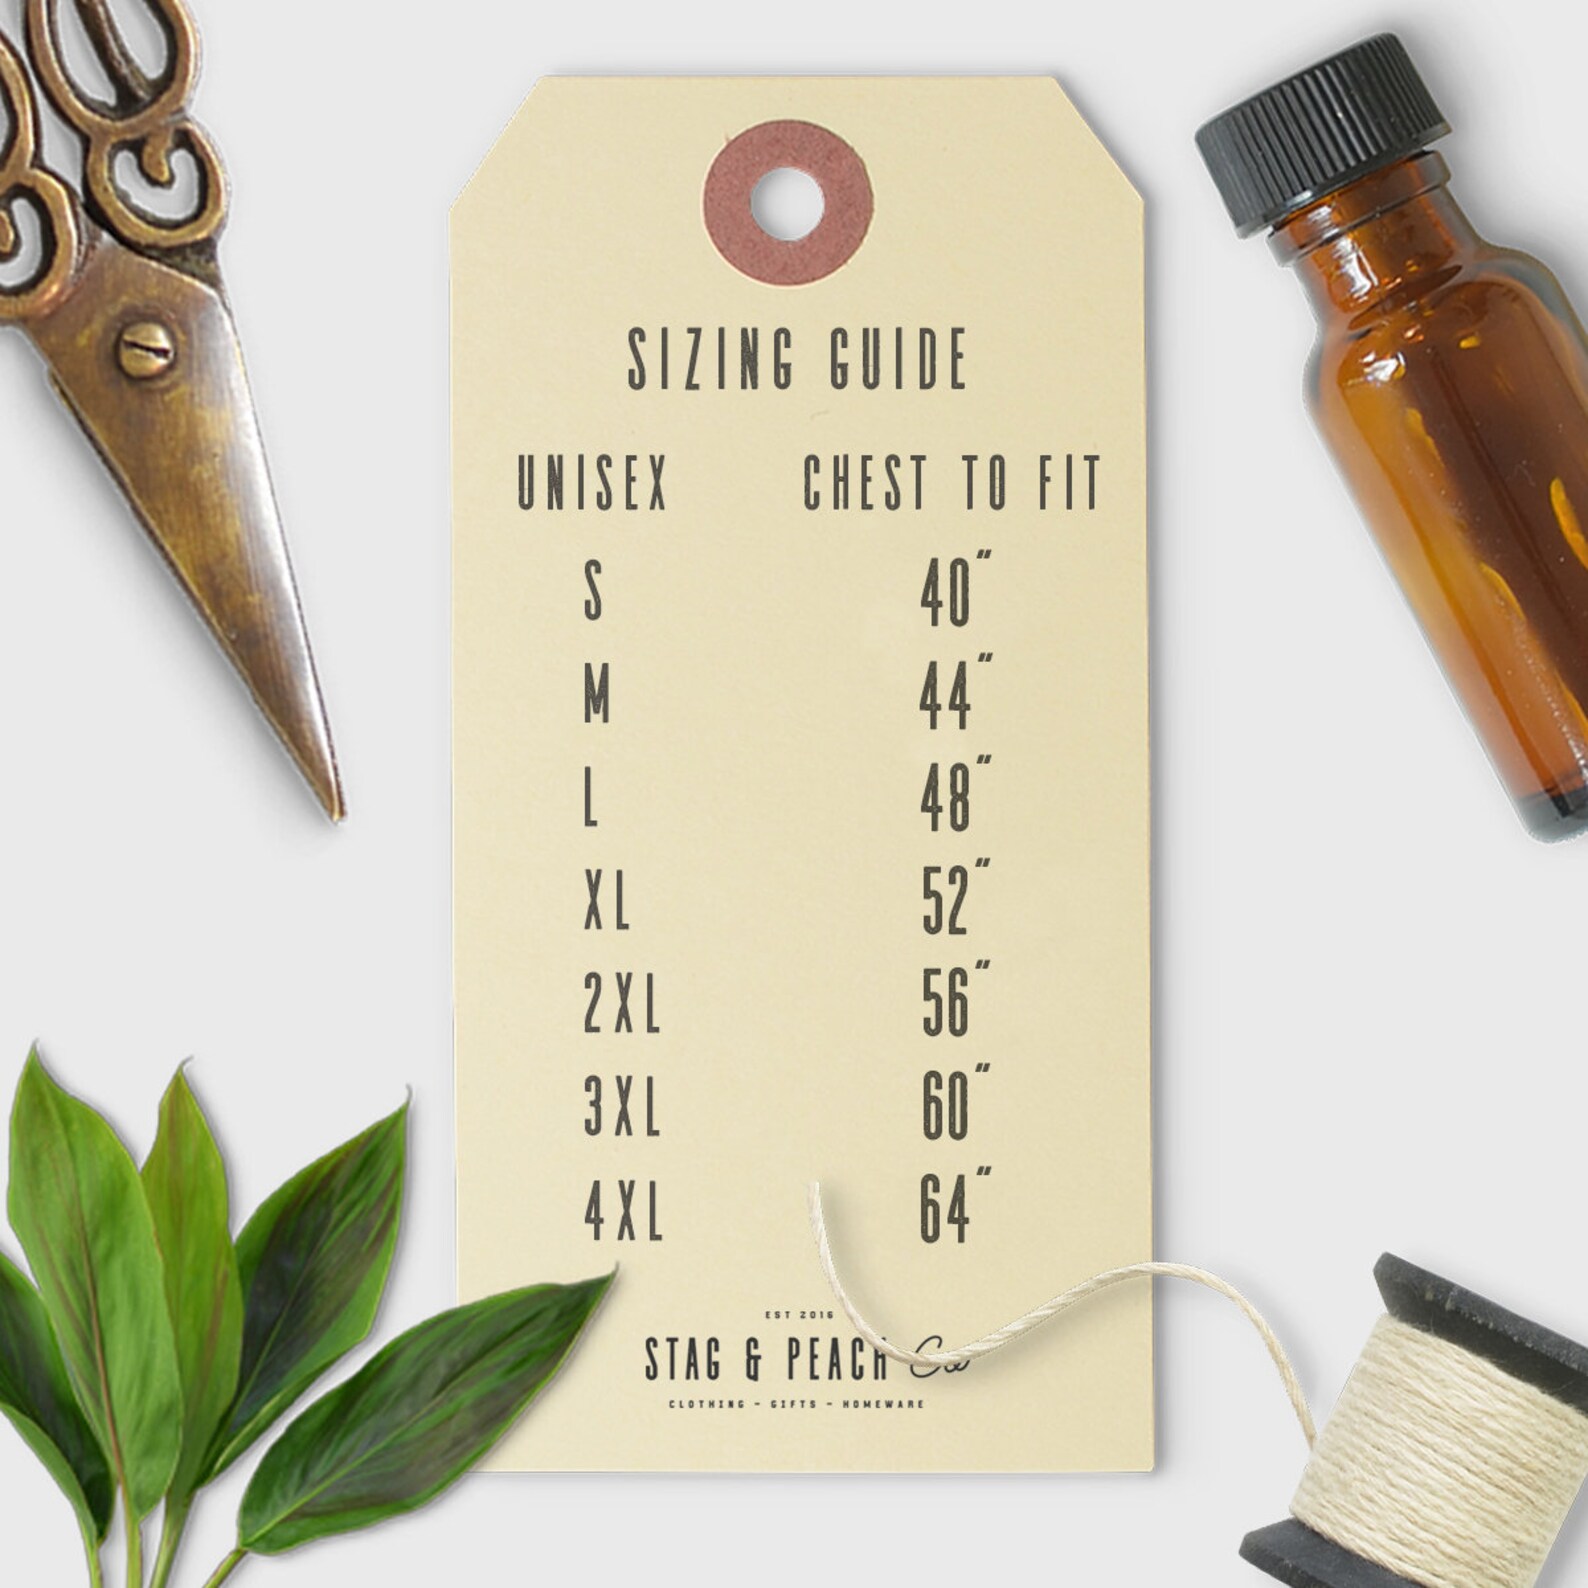 SIZING GUIDE
UNISEX CHEST TO FIT
S 40"
M 44"
L 48"
XL 52"
2XL 56"
3XL 60"
4XL 64"
EST 2016
STAG & PEACH Co
CLOTHING - GIFTS - HOMEWARE